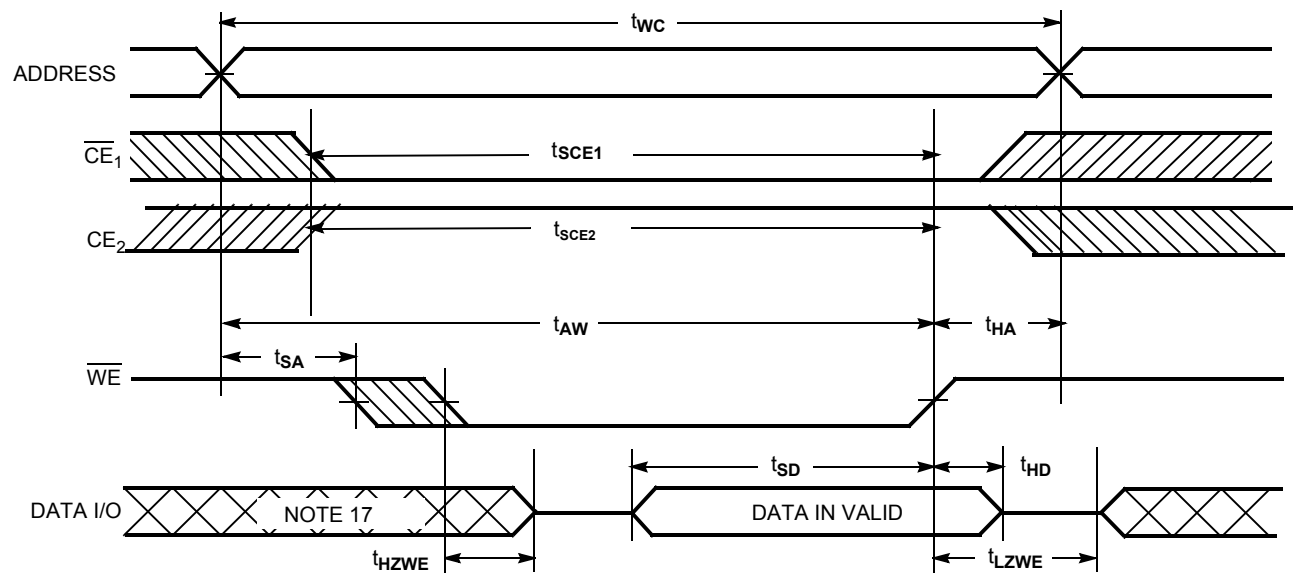 tWC
ADDRESS
CE1
tSCE1
CE2
tSCE2
tAW
tHA
tSA
WE
tSD
tHD
DATA I/O
NOTE 17
DATA IN VALID
tHZWE
tLZWE